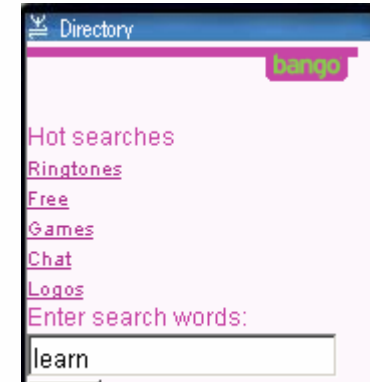 Directory
bango
Hot searches
Ringtones
Free
Games
Chat
Logos
Enter search words:
learn